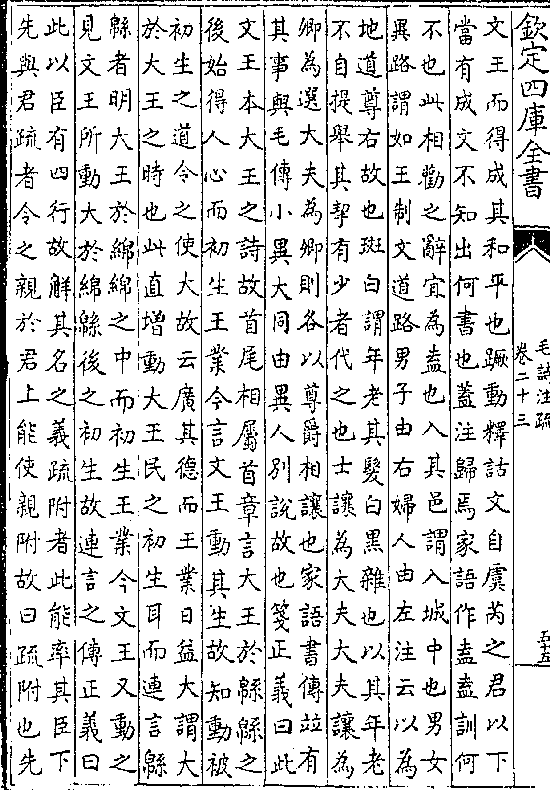 欽定四庫全書
毛詩注疏
卷二十三
五十五
文王而得成其和平也蹶動釋詁文自虞芮之君以下
當有成文不知出何書也蓋注歸焉家語作盍盍訓何
不也此相勸之辭宜為盍也入其邑謂入城中也男女
異路謂如王制文道路男子由右婦人由左注云以為
地道尊右故也斑白謂年老其髮白黑雜也以其年老
不自提舉其挈有少者代之也士讓為大夫大夫讓為
卿為選大夫為卿則各以尊爵相讓也家語書傳竝有
其事與毛傳小異大同由異人別說故也箋正義曰此
文王本大王之詩故首尾相屬首章言大王於緜緜之
後始得人心而初生王業今言文王動其生故知動被
初生之道令之使大故云廣其德而王業日益大謂大
於大王之時也此直增動大王民之初生耳而連言緜
緜者明大王於綿綿之中而初生王業今文王又動之
見文王所動大於綿緜後之初生故連言之傳正義曰
此以臣有四行故解其名之義疏附者此能率其臣下
先與君疏者令之親於君上能使親附故曰疏附也先